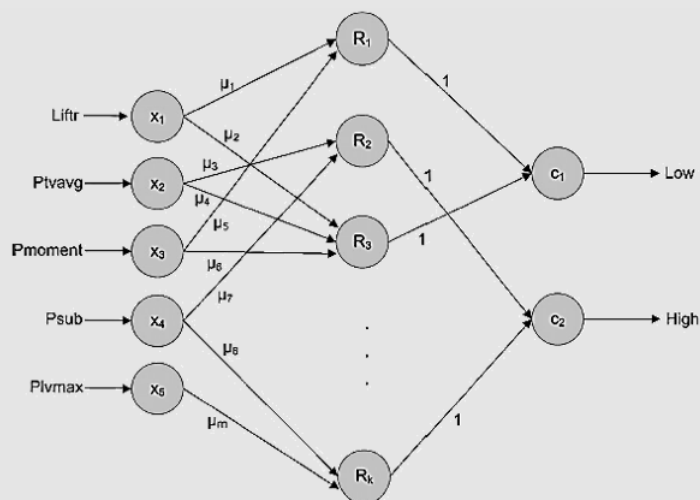 R1
μ1
1
Liftr
x1
μ2
μ3
R2
1
Ptvavg
x2
c1
Low
μ4
μ5
Pmoment
x3
R3
1
μ6
μ7
Psub
x4
c2
High
μ8
Plvmax
x5
μm
1
Rk